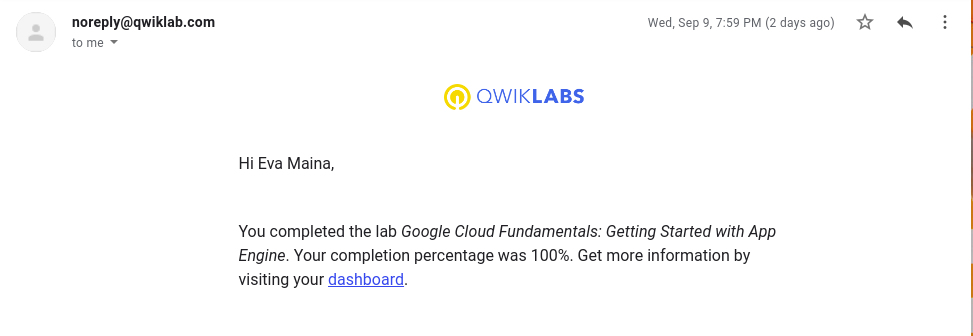 noreply@qwiklab.com
Wed, Sep 9, 7:59 PM (2 days ago)
to me
QWIKLABS
Hi Eva Maina,
You completed the lab Google Cloud Fundamentals: Getting Started with App
Engine. Your completion percentage was 100%. Get more information by
visiting your dashboard.